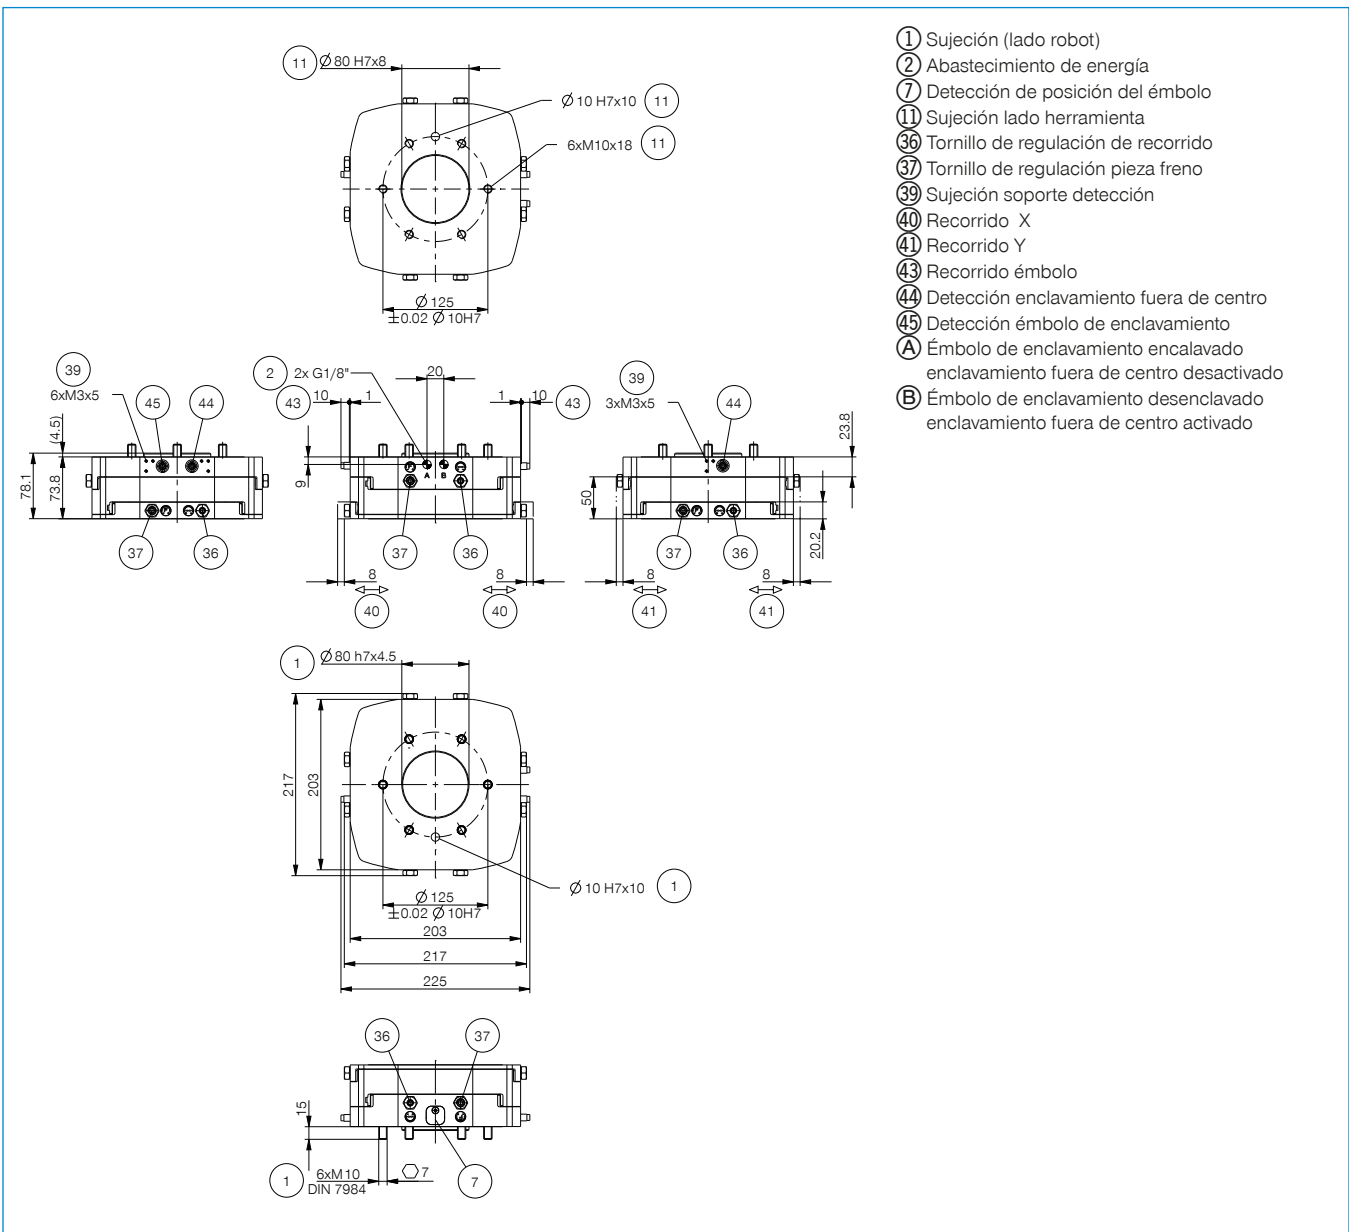 11 Ø 80 H7x8
Ø 10 H7x10 11
6xM10x18 11
Ø 125
±0.02 Ø 10H7
39
6xM3x5
45
44
(4.5)
78.1
73.8
37
36
2 2x G1/8"
20
43
10
1
1
10
43
9
A
B
37
36
8
8
40
40
39
3xM3x5
44
23.8
50
20.2
37
36
8
8
41
41
1 Ø 80 h7x4.5
217
203
Ø 10 H7x10 1
Ø 125
±0.02 Ø 10H7
203
217
225
36
37
15
1
6xM10
DIN 7984
7
7
1 Sujeción (lado robot)
2 Abastecimiento de energía
7 Detección de posición del émbolo
11 Sujeción lado herramienta
36 Tornillo de regulación de recorrido
37 Tornillo de regulación pieza freno
39 Sujeción soporte detección
40 Recorrido X
41 Recorrido Y
43 Recorrido émbolo
44 Detección enclavamiento fuera de centro
45 Detección émbolo de enclavamiento
A Émbolo de enclavamiento encalavado
enclavamiento fuera de centro desactivado
B Émbolo de enclavamiento desenclavado
enclavamiento fuera de centro activado